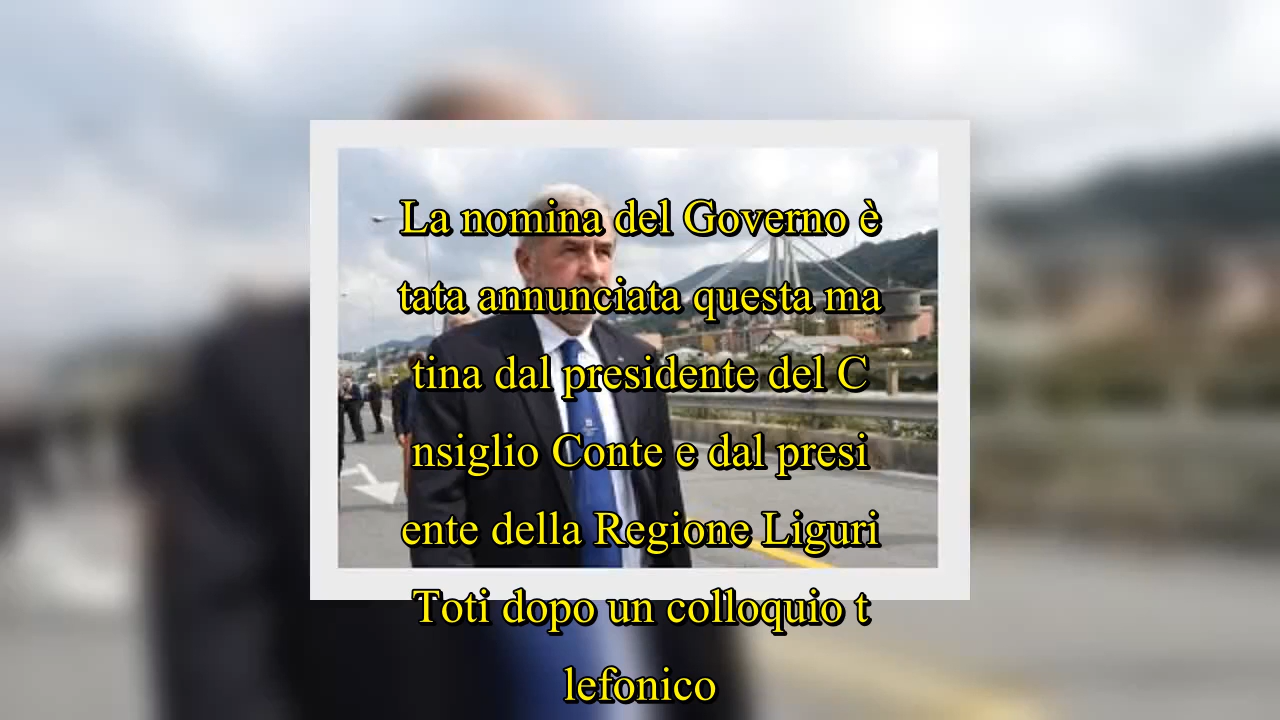 La nomina del Governo è
tata annunciata questa ma
tina dal presidente del C
nsiglio Conte e dal presi
ente della Regione Liguri
Toti dopo un colloquio t
lefonico